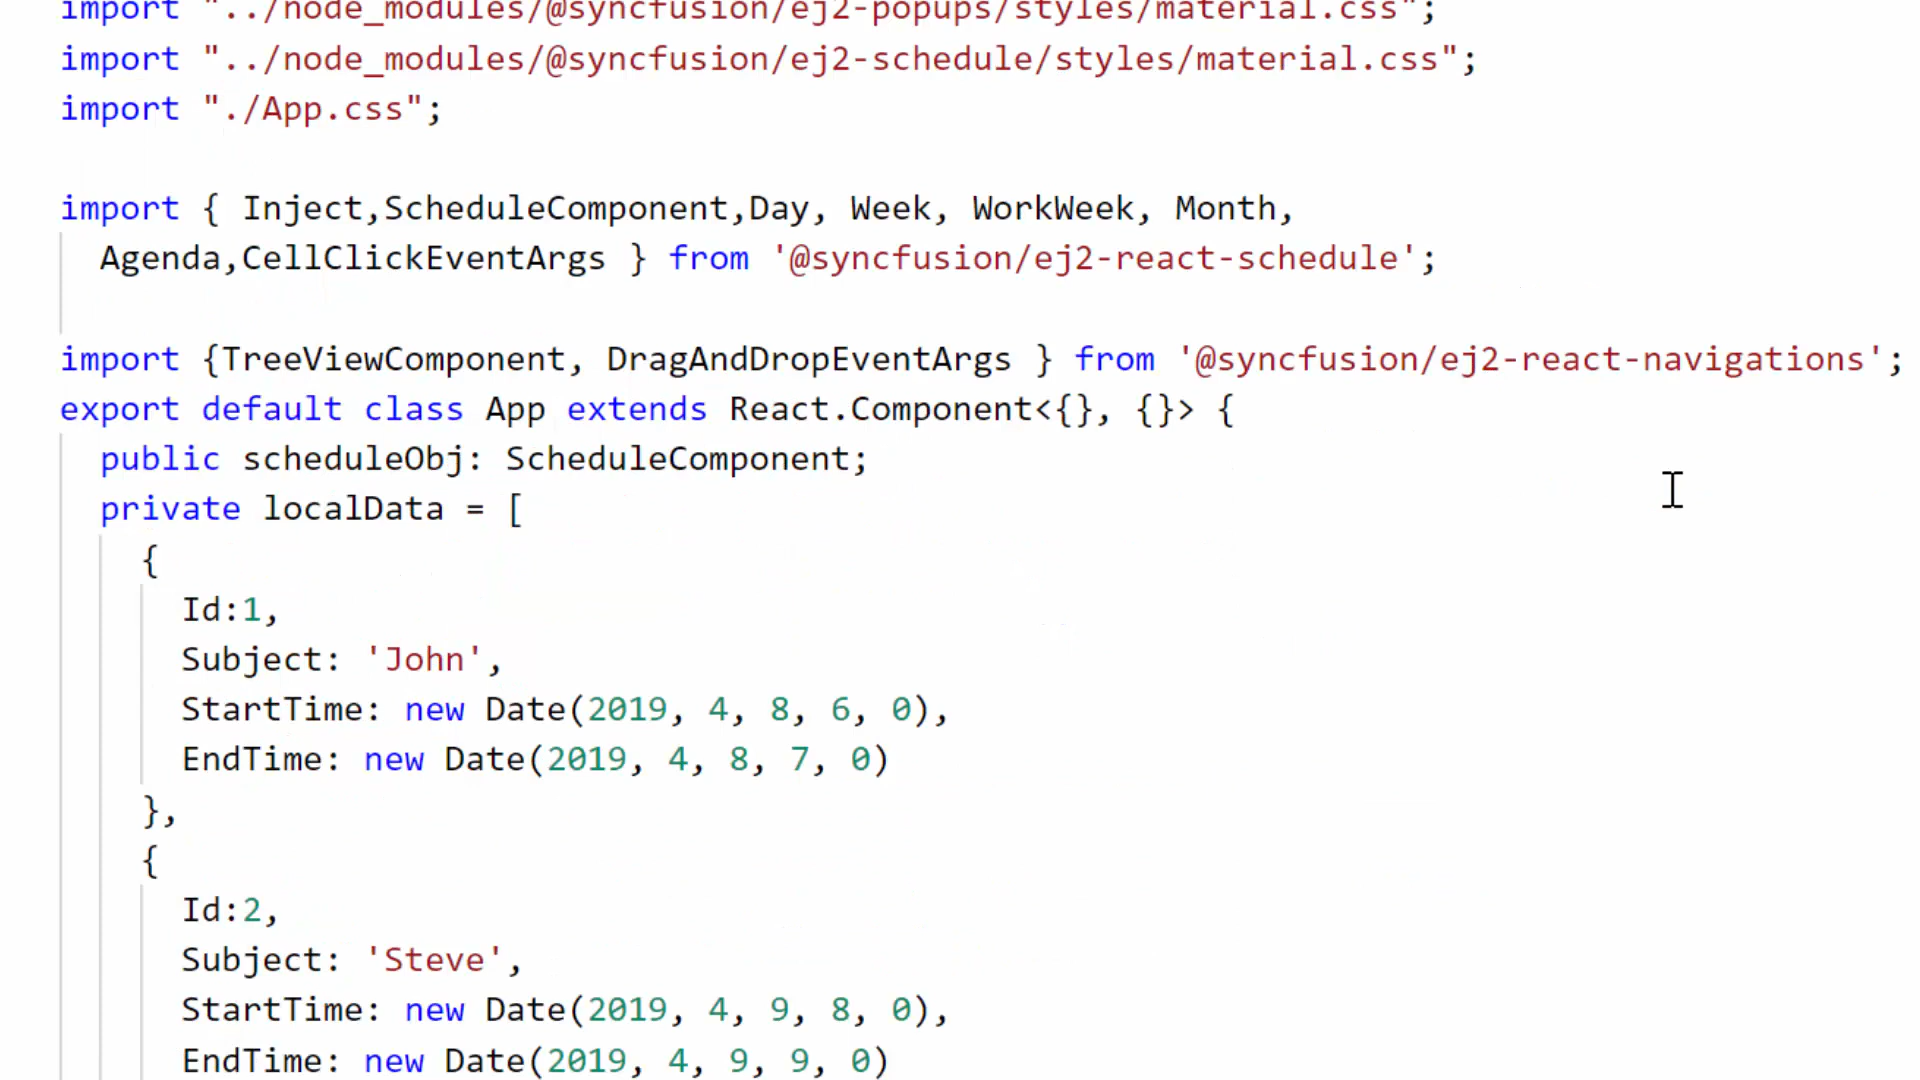 import "../node_modules/@syncfusion/ej2-popups/styles/material.css";
import "../node_modules/@syncfusion/ej2-schedule/styles/material.css";
import "./App.css";
import { Inject,ScheduleComponent,Day, Week, WorkWeek, Month,
Agenda,CellClickEventArgs } from '@syncfusion/ej2-react-schedule';
import {TreeViewComponent, DragAndDropEventArgs } from '@syncfusion/ej2-react-navigations';
export default class App extends React.Component<{}, {}> {
public scheduleObj: ScheduleComponent;
private localData = [
{
Id:1,
Subject: 'John',
StartTime: new Date(2019, 4, 8, 6, 0),
EndTime: new Date(2019, 4, 8, 7, 0)
},
{
Id:2,
Subject: 'Steve',
StartTime: new Date(2019, 4, 9, 8, 0),
EndTime: new Date(2019, 4, 9, 9, 0)